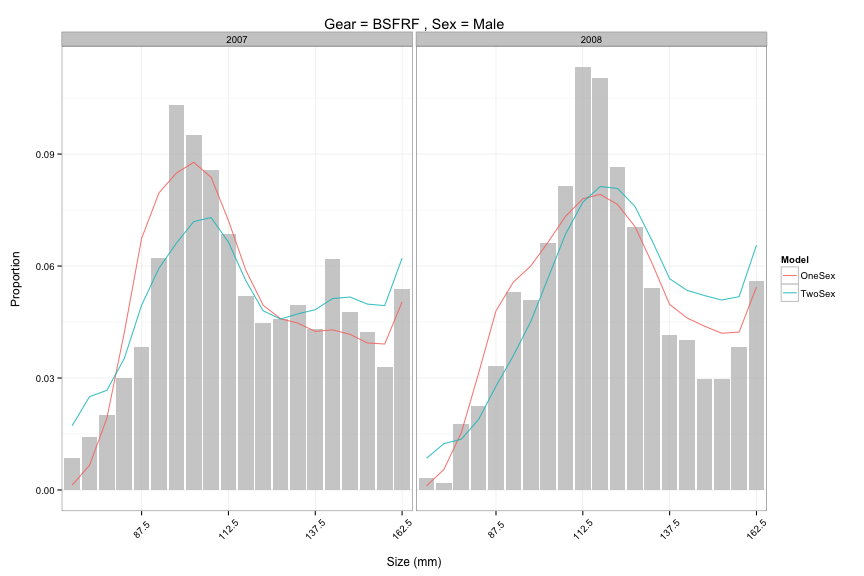 Gear = BSFRF , Sex = Male
2007
2008
Proportion
0.09
0.06
0.03
0.00
87.5
112.5
137.5
162.5
87.5
112.5
137.5
162.5
Size (mm)
Model
OneSex
TwoSex